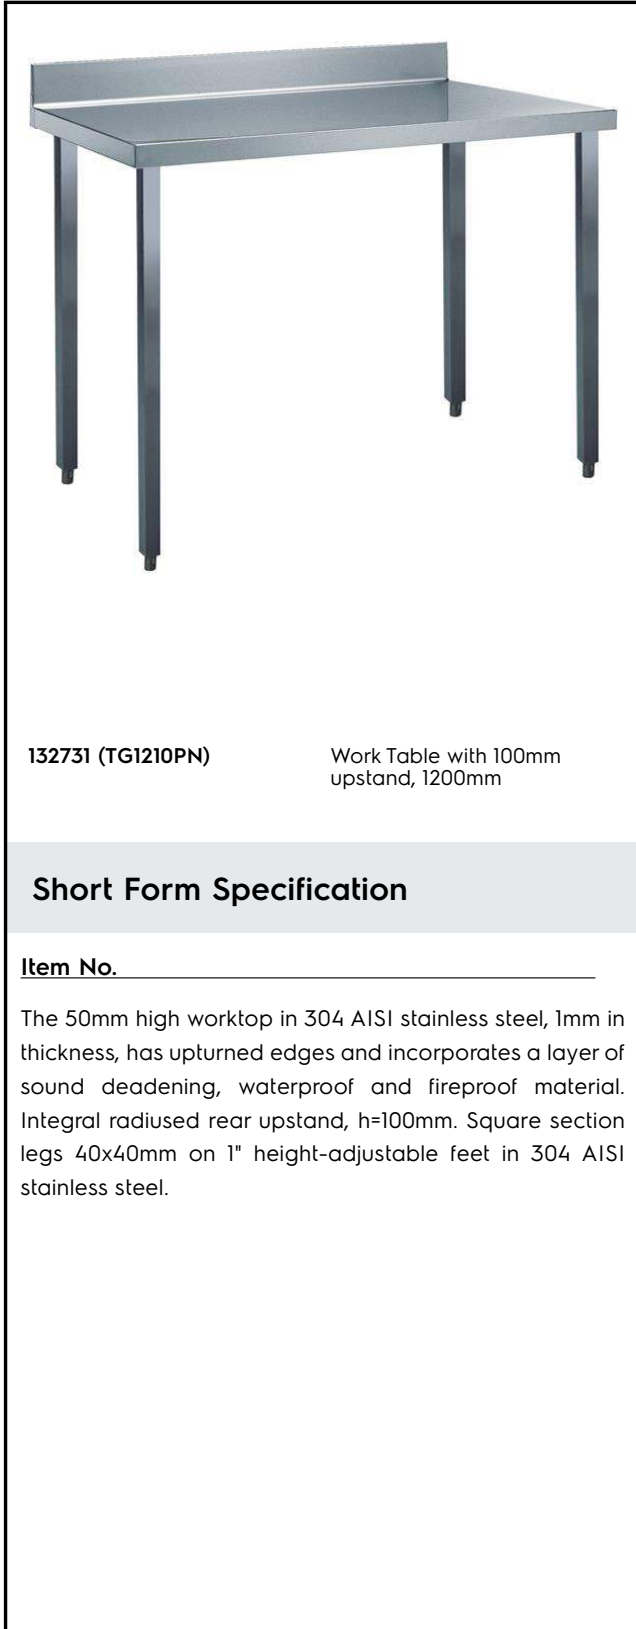 132731 (TG1210PN)
Work Table with 100mm
upstand, 1200mm
Short Form Specification
Item No.
The 50mm high worktop in 304 AISI stainless steel, 1mm in
thickness, has upturned edges and incorporates a layer of
sound deadening, waterproof and fireproof material.
Integral radiused rear upstand, h=100mm. Square section
legs 40x40mm on 1" height-adjustable feet in 304 AISI
stainless steel.